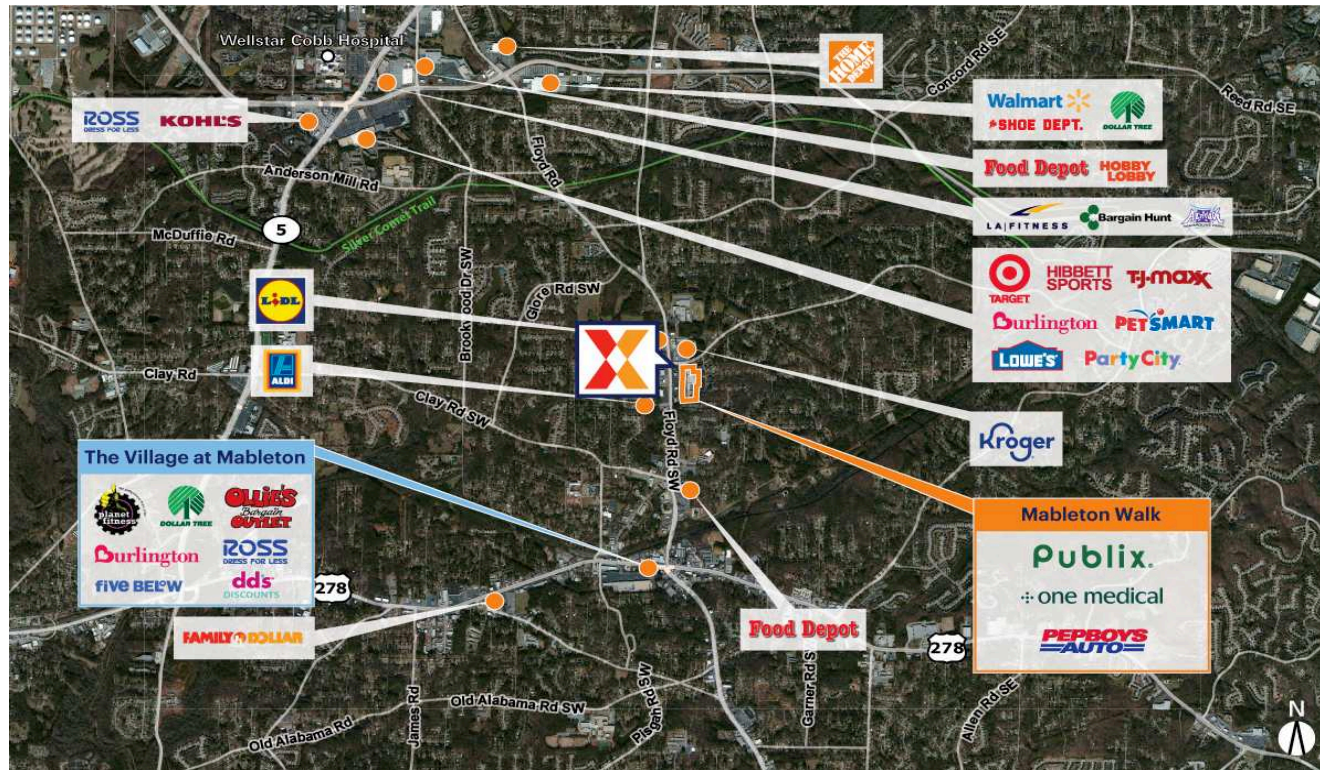 Wellstar Cobb Hospital
THE
HOME
DEPOT
Concord Rd SE
Reed Rd SE
ROSS
DRESS FOR LESS
KOHL'S
Walmart
SHOE DEPT.
DOLLAR TREE
Floyd Rd
Anderson Mill Rd
Food Depot
HOBBY
LOBBY
5
McDuffie Rd
Silver Comet Trail
LA|FITNESS
Bargain Hunt
LIDL
Brookwood Dr SW
Glore Rd SW
TARGET
HIBBETT
SPORTS
T.J.maxx
Burlington
PETSMART
LOWE'S
Party City
X
ALDI
Clay Rd
Clay Rd SW
Floyd Rd SW
Kroger
The Village at Mableton
planet
fitness
DOLLAR TREE
OLLIE'S
Bargain
OUTLET
Burlington
ROSS
DRESS FOR LESS
five BELOW
dd's
DISCOUNTS
278
FAMILY DOLLAR
Mableton Walk
Publix.
one medical
PEPBOYS
AUTO
Food Depot
278
James Rd
Old Alabama Rd
Old Alabama Rd SW
Pisgah Rd SW
Garner Rd S
Allen Rd SE
N